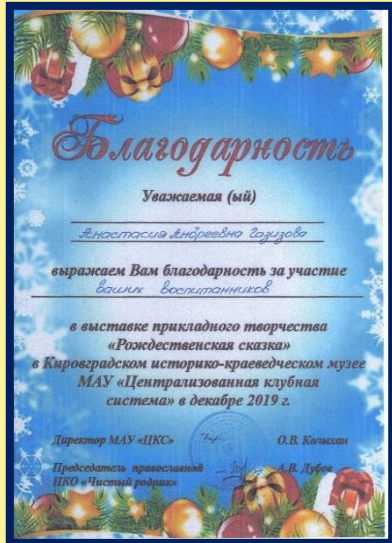 Благодарность
Уважаемая (ый)
Анастасия Андреевна Газизова
выражаем Вам благодарность за участие
ваших воспитанников
в выставке прикладного творчества
«Рождественская сказка»
в Кировградском историко-краеведческом музее
МАУ «Централизованная клубная
система» в декабре 2019 г.
Директор МАУ «ЦКС» О.В. Колыхан
Председатель православной А.В. Дубов
НКО «Чистый родник»